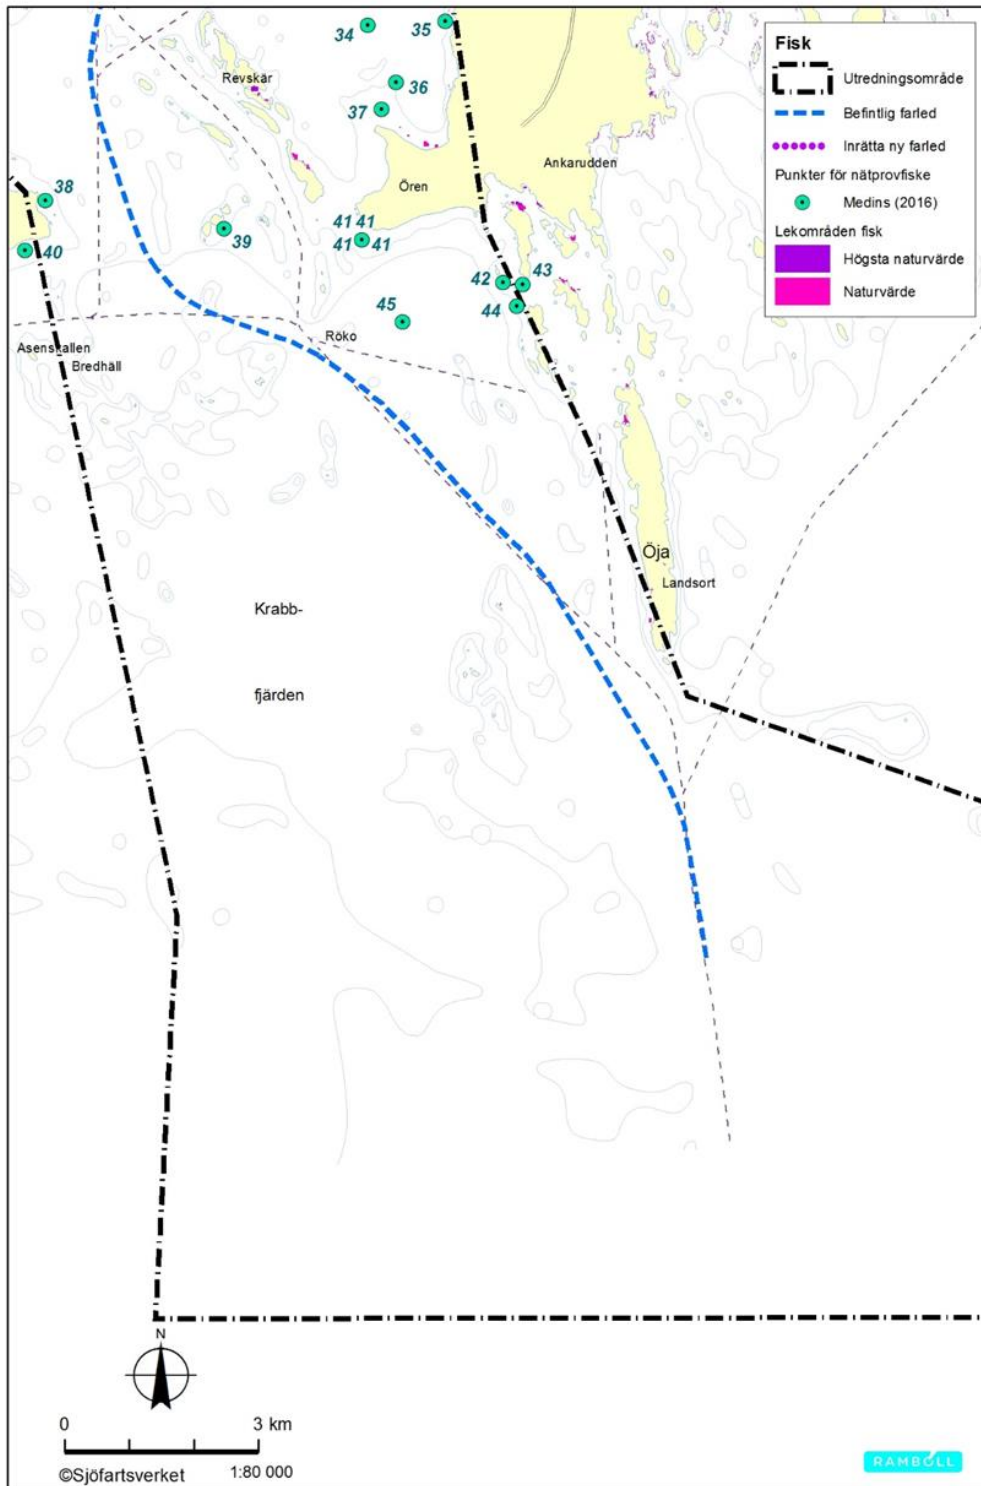 34
35
36
37
Revskär
Ankarudden
Ören
38
39
40
41 41
41 41
42
43
44
45
Röko
Asenskallen
Bredhäll
Öja
Landsort
Krabb-
fjärden
Fisk
Utredningsområde
Befintlig farled
Inrätta ny farled
Punkter för nätprovfiske
Medins (2016)
Lekområden fisk
Högsta naturvärde
Naturvärde
N
0 3 km
©Sjöfartsverket 1:80 000
RAMBOLL